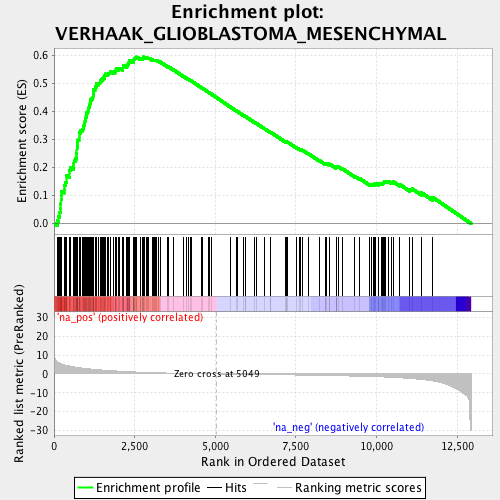 Enrichment plot:
VERHAAK_GLIOBLASTOMA_MESENCHYMAL
Enrichment score (ES)
0.6
0.5
0.4
0.3
0.2
0.1
0.0
Ranked list metric (PreRanked)
30
20
10
0
-10
-20
-30
'na_pos' (positively correlated)
Zero cross at 5049
'na_neg' (negatively correlated)
0
2,500
5,000
7,500
10,000
12,500
Rank in Ordered Dataset
Enrichment profile
Hits
Ranking metric scores